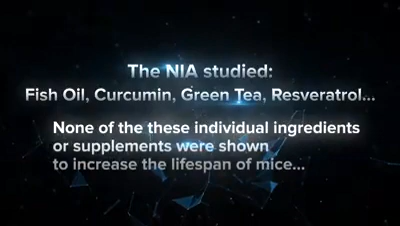 The NIA studied:
Fish Oil, Curcumin, Green Tea, Resveratrol...
None of the these individual ingredients
or supplements were shown
to increase the lifespan of mice...